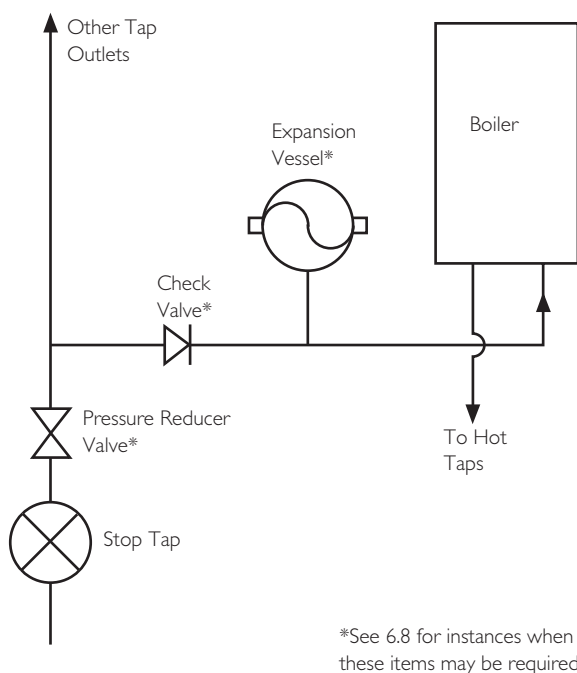 Other Tap
Outlets
Boiler
Expansion
Vessel*
Check
Valve*
Pressure Reducer
Valve*
To Hot
Taps
Stop Tap
*See 6.8 for instances when
these items may be required